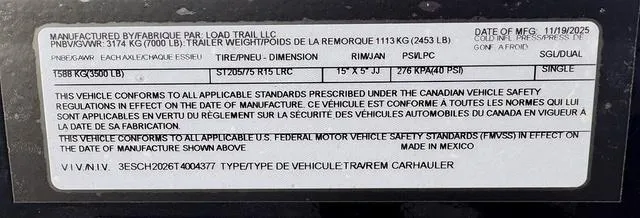 MANUFACTURED BY/FABRIQUE PAR: LOAD TRAIL LLC DATE OF MFG: 11/19/2025
PNBV/GVWR: 3174 KG (7000 LB): TRAILER WEIGHT/POIDS DE LA REMORQUE 1113 KG (2453 LB) COLD INFL. PRESS./PRESS. DE GONF. A FROID
PNBE/GAWR EACH AXLE/CHAQUE ESSIEU TIRE/PNEU - DIMENSION RIM/JANTE PSI/LPC SGL/DUAL
1588 KG(3500 LB) ST205/75 R15 LRC 15" X 5" JJ 276 KPA(40 PSI) SINGLE
THIS VEHICLE CONFORMS TO ALL APPLICABLE STANDARDS PRESCRIBED UNDER THE CANADIAN VEHICLE SAFETY
REGULATIONS IN EFFECT ON THE DATE OF MANUFACTURE. CE VÉHICULE EST CONFORME À TOUTES LES NORMES QUI LUI
SONT APPLICABLES EN VERTU DU RÈGLEMENT SUR LA SÉCURITÉ DES VÉHICULES AUTOMOBILES DU CANADA EN VIGUEUR À
LA DATE DE SA FABRICATION.
THIS VEHICLE CONFORMS TO ALL APPLICABLE U.S. FEDERAL MOTOR VEHICLE SAFETY STANDARDS (FMVSS) IN EFFECT ON
THE DATE OF MANUFACTURE SHOWN ABOVE MADE IN MEXICO
V.I.V./N.I.V. 3ESCH2026T4004377 TYPE/TYPE DE VEHICULE TRA/REM CARHAULER